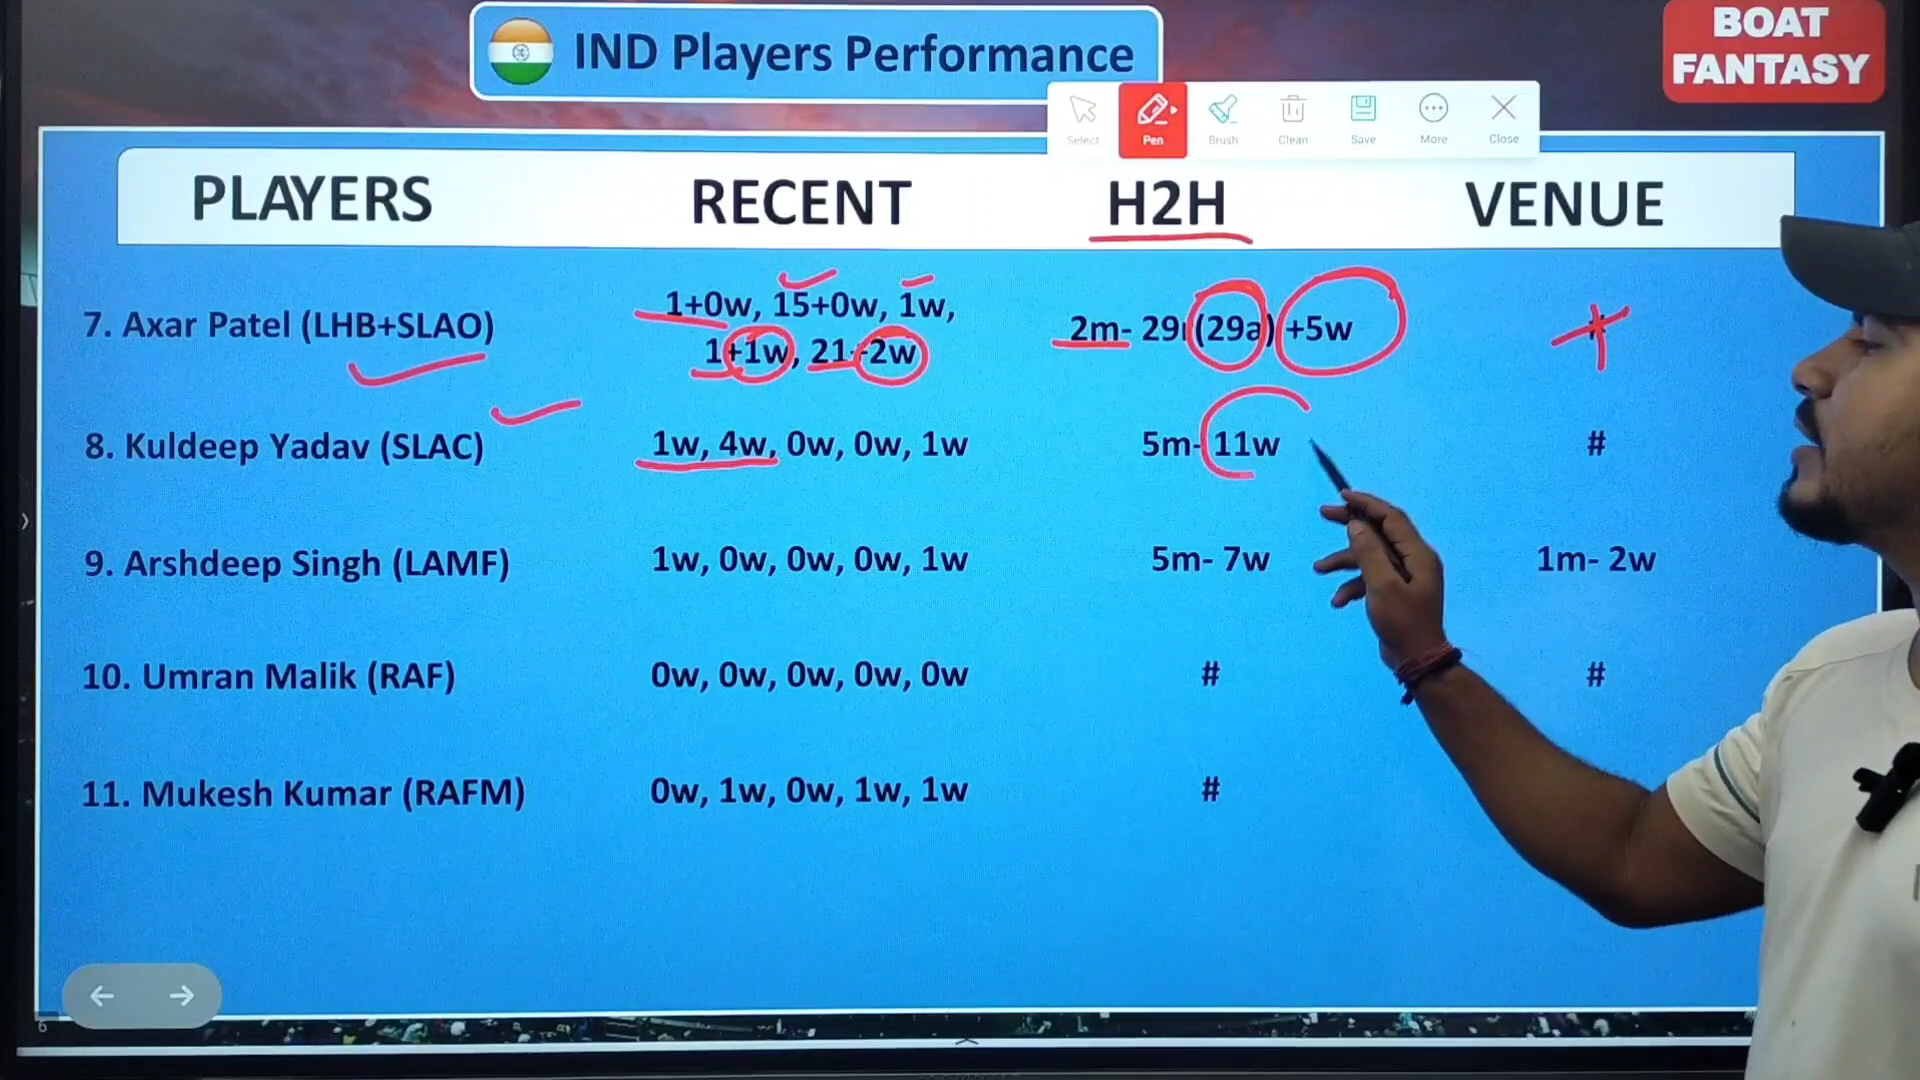 IND Players Performance
BOAT
FANTASY
Select
Pen
Brush
Clean
Save
More
Close
PLAYERS RECENT H2H VENUE
7. Axar Patel (LHB+SLAO) 1+0w, 15+0w, 1w, 2m- 29r(29a) +5w
1+1w, 21+2w
8. Kuldeep Yadav (SLAC) 1w, 4w, 0w, 0w, 1w 5m- 11w #
9. Arshdeep Singh (LAMF) 1w, 0w, 0w, 0w, 1w 5m- 7w 1m- 2w
10. Umran Malik (RAF) 0w, 0w, 0w, 0w, 0w # #
11. Mukesh Kumar (RAFM) 0w, 1w, 0w, 1w, 1w #
6